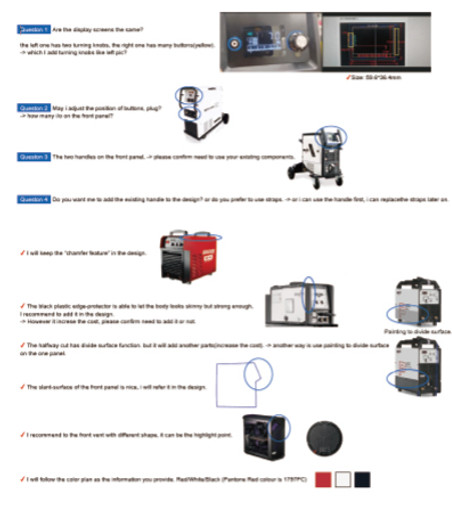 Question 1 Are the display screens the same?
the left one has two turning knobs, the right one has many buttons(yellow).
-> which I add turning knobs like left pic?
✓Size: 59.6*36.4mm
Question 2 May i adjust the position of buttons, plug?
-> how many i/o on the front panel?
Question 3 The two handles on the front panel. -> please confirm need to use your existing components.
Question 4 Do you want me to add the existing handle to the design? or do you prefer to use straps. -> or i can use the handle first, i can replacethe straps later on.
✓ I will keep the "chamfer feature" in the design.
✓ The black plastic edge-protector is able to let the body looks skinny but strong enough.
I recommend to add it in the design.
-> However it increse the cost, please confirm need to add it or not.
Painting to divide surface.
✓ The halfway cut has divide surface function. but it will add another parts(increase the cost). -> another way is use painting to divide surface
on the one panel.
✓ The slant-surface of the front panel is nice, i will refer it in the design.
✓ I recommend to the front vent with different shape, it can be the highlight point.
✓ I will follow the color plan as the information you provide. Red/White/Black (Pantone Red colour is 1797PC)